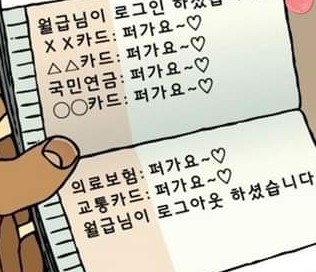 월급님이 로그인 하셨습
X X카드: 퍼가요~♡
△△카드: 퍼가요~♡
국민연금: 퍼가요~♡
○○카드: 퍼가요~♡
의료보험: 퍼가요~♡
교통카드: 퍼가요~♡
월급님이 로그아웃 하셨습니다